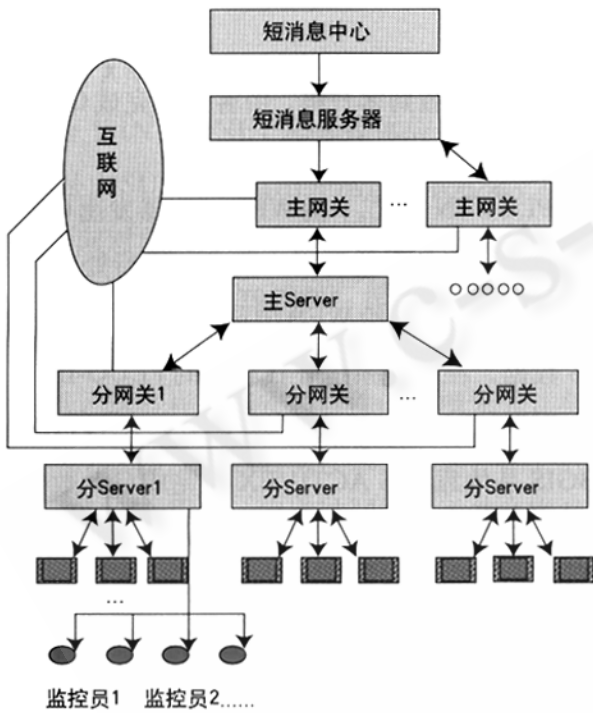 短消息中心
短消息服务器
互
联
网
主网关
...
主网关
主Server
分网关1
分网关
...
分网关
分Server1
分Server
分Server
...
监控员1 监控员2......
www.c-s-